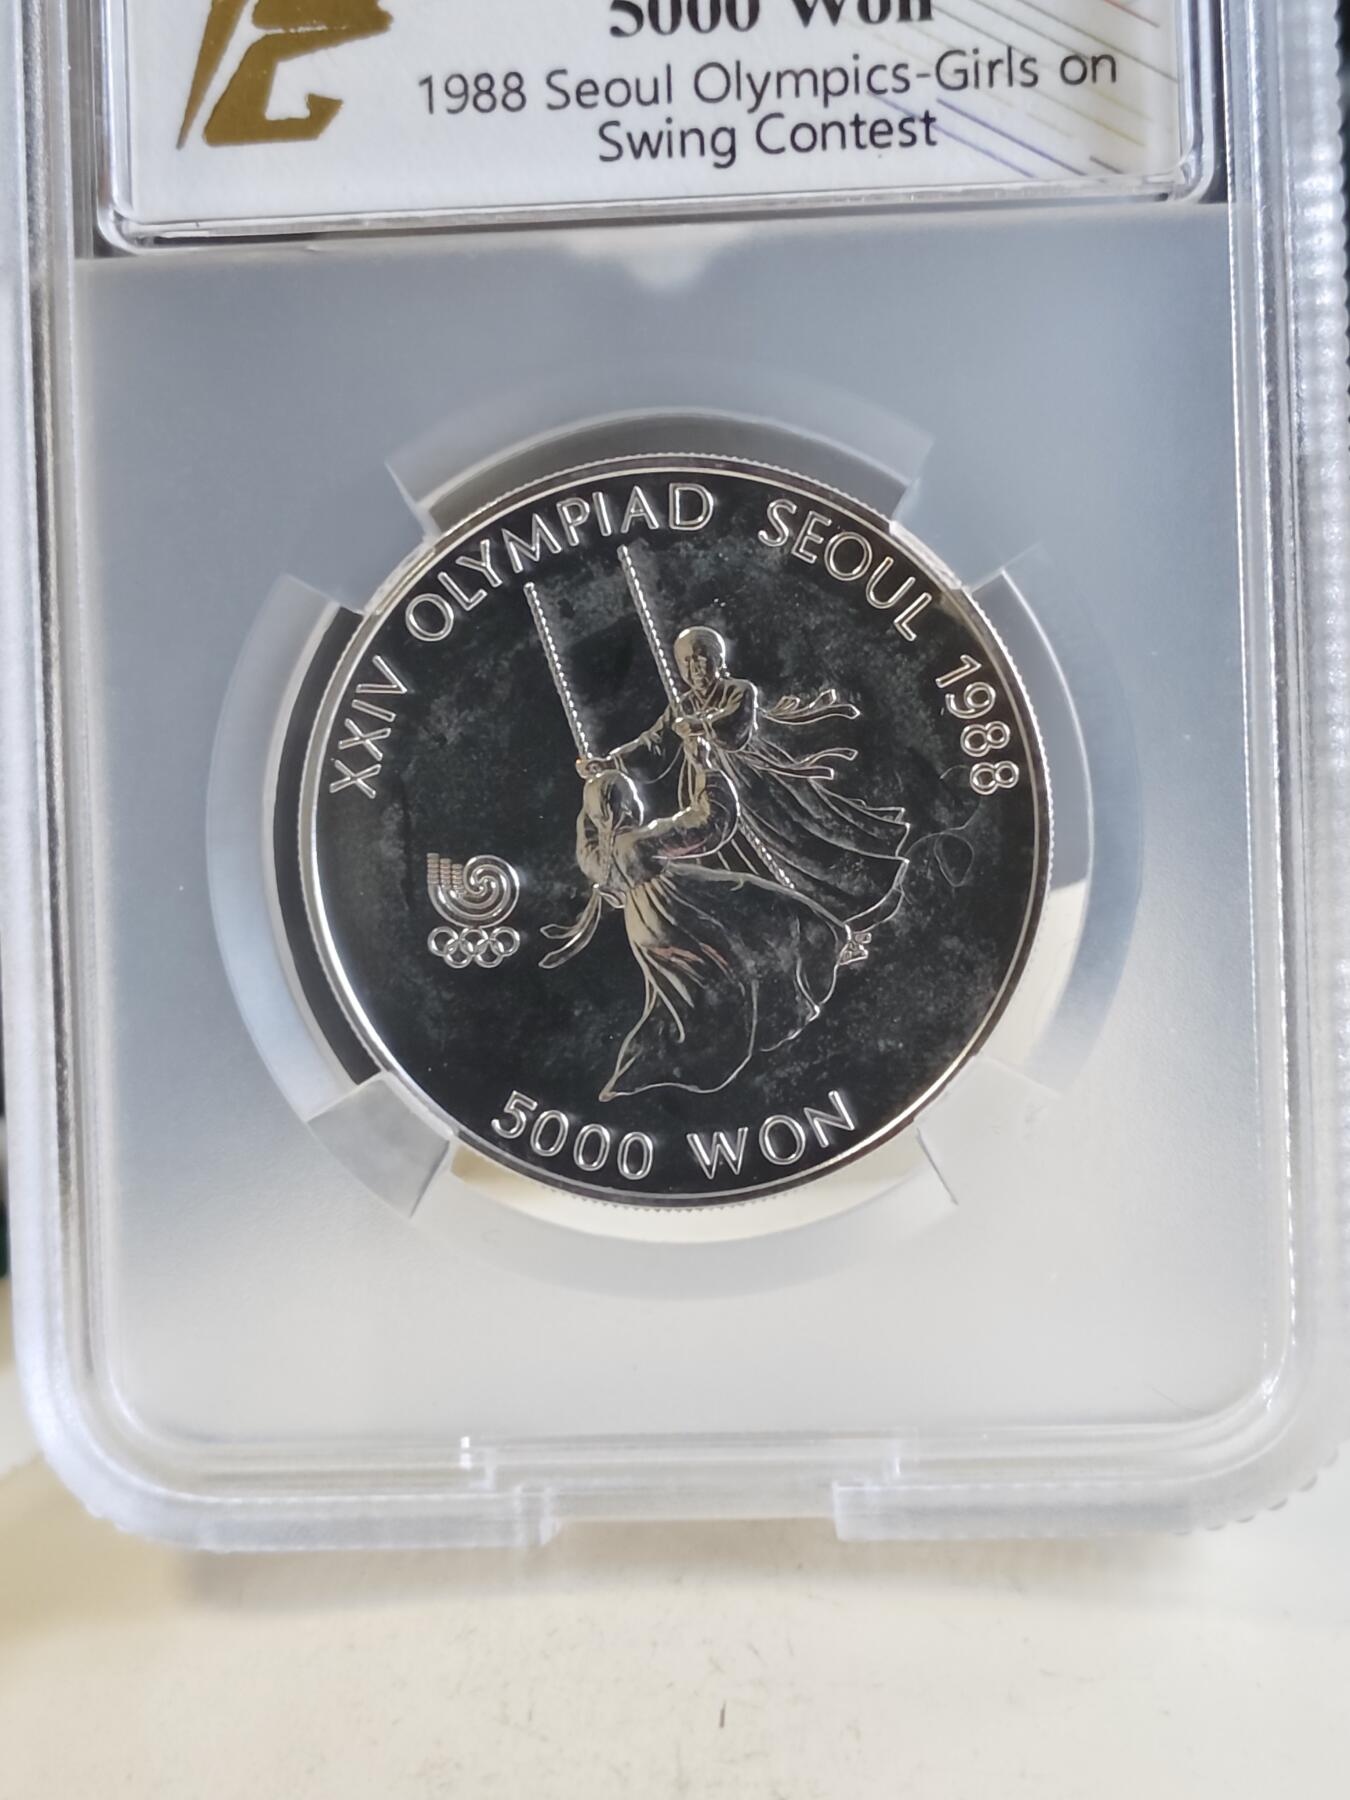 5000 Won
1988 Seoul Olympics-Girls on
Swing Contest
XXIV OLYMPIAD SEOUL 1988
5000 WON